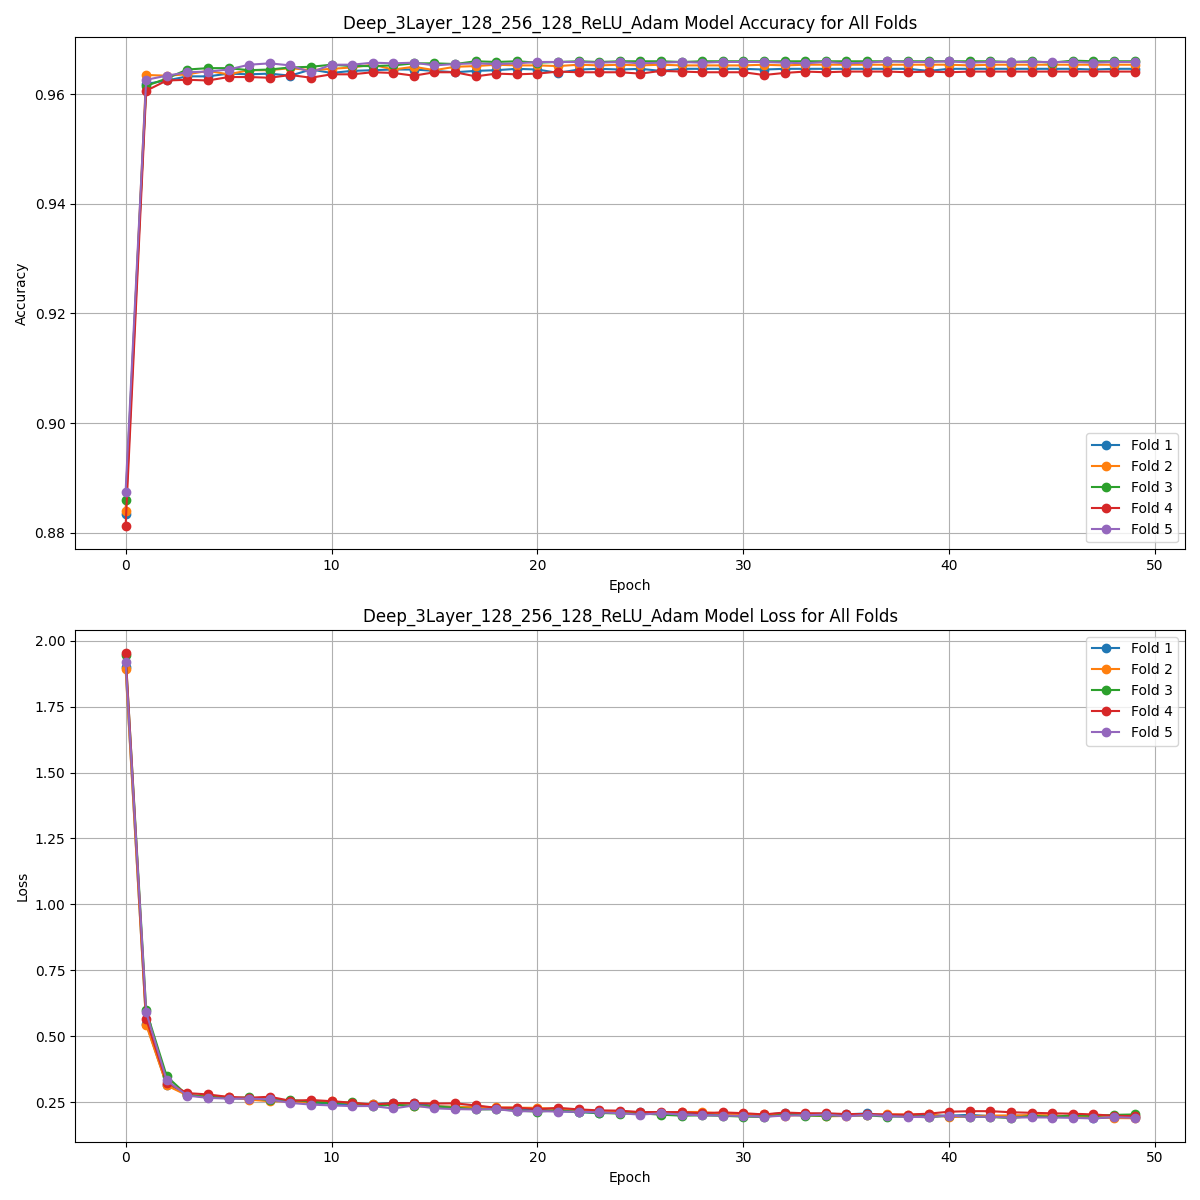 Deep_3Layer_128_256_128_ReLU_Adam Model Accuracy for All Folds
Accuracy
0.96
0.94
0.92
0.90
0.88
Fold 1
Fold 2
Fold 3
Fold 4
Fold 5
0 10 20 30 40 50
Epoch
Deep_3Layer_128_256_128_ReLU_Adam Model Loss for All Folds
Loss
2.00
1.75
1.50
1.25
1.00
0.75
0.50
0.25
Fold 1
Fold 2
Fold 3
Fold 4
Fold 5
0 10 20 30 40 50
Epoch